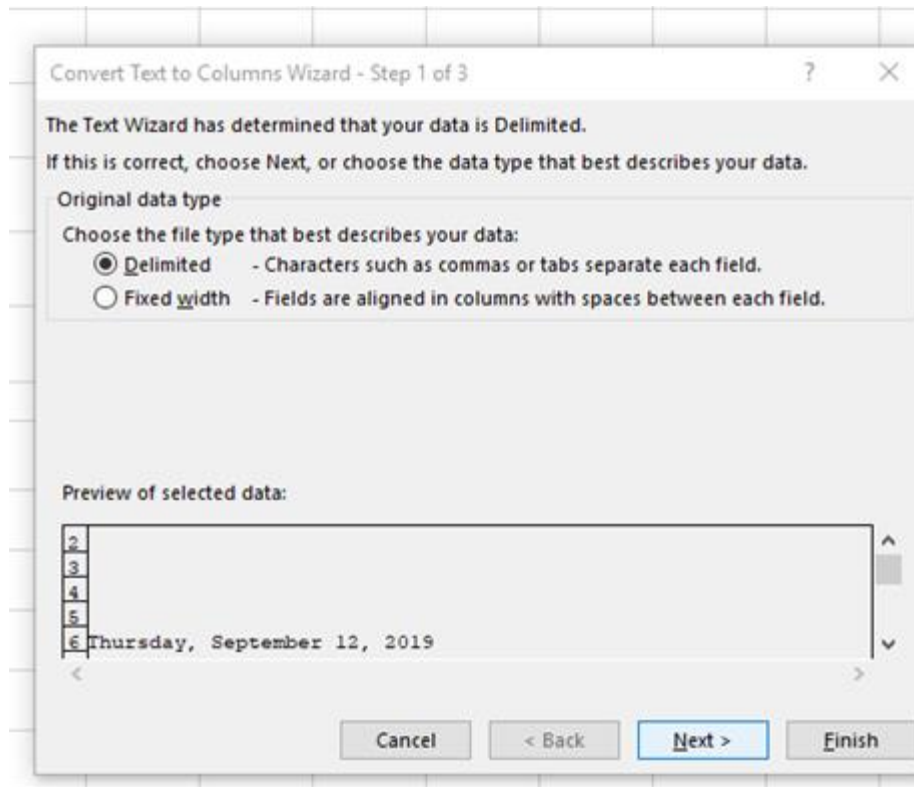 Convert Text to Columns Wizard - Step 1 of 3 ?
The Text Wizard has determined that your data is Delimited.
If this is correct, choose Next, or choose the data type that best describes your data.
Original data type
Choose the file type that best describes your data:
Delimited - Characters such as commas or tabs separate each field.
Fixed width - Fields are aligned in columns with spaces between each field.
Preview of selected data:
2
3
4
5
6 Thursday, September 12, 2019
Cancel < Back Next > Finish